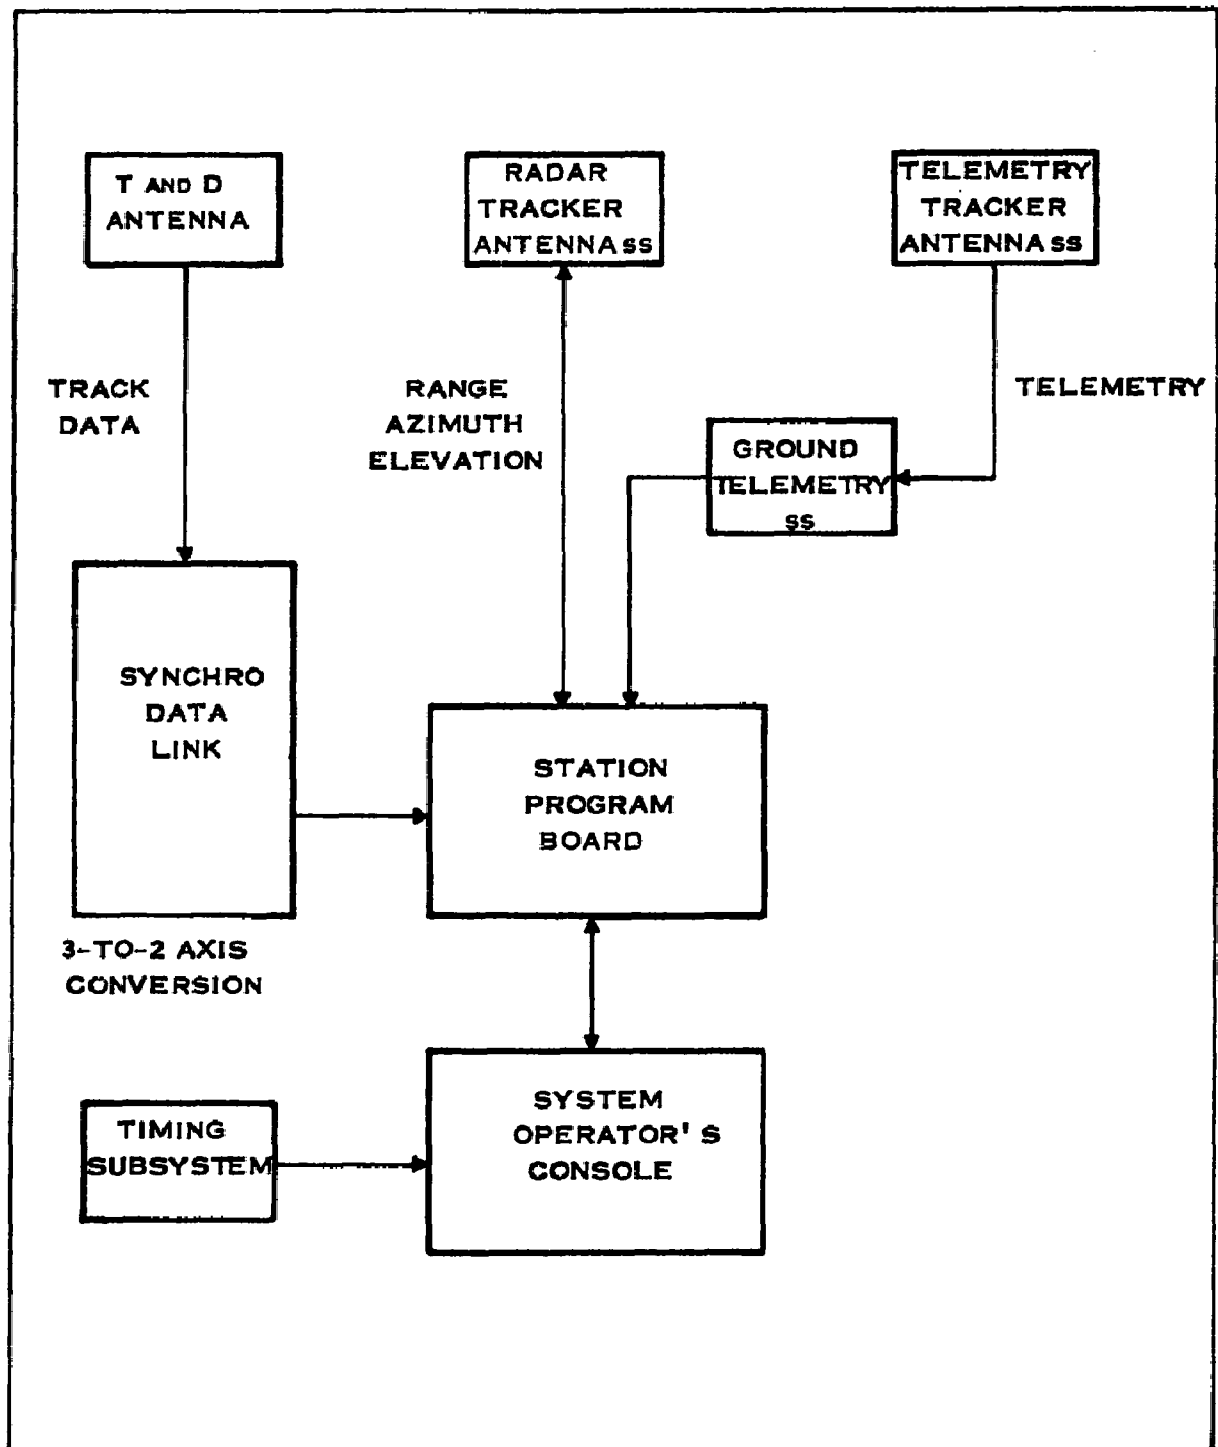 T AND D
ANTENNA
RADAR
TRACKER
ANTENNA SS
TELEMETRY
TRACKER
ANTENNA SS
TRACK
DATA
RANGE
AZIMUTH
ELEVATION
TELEMETRY
GROUND
TELEMETRY
SS
SYNCHRO
DATA
LINK
STATION
PROGRAM
BOARD
3-TO-2 AXIS
CONVERSION
SYSTEM
OPERATOR'S
CONSOLE
TIMING
SUBSYSTEM